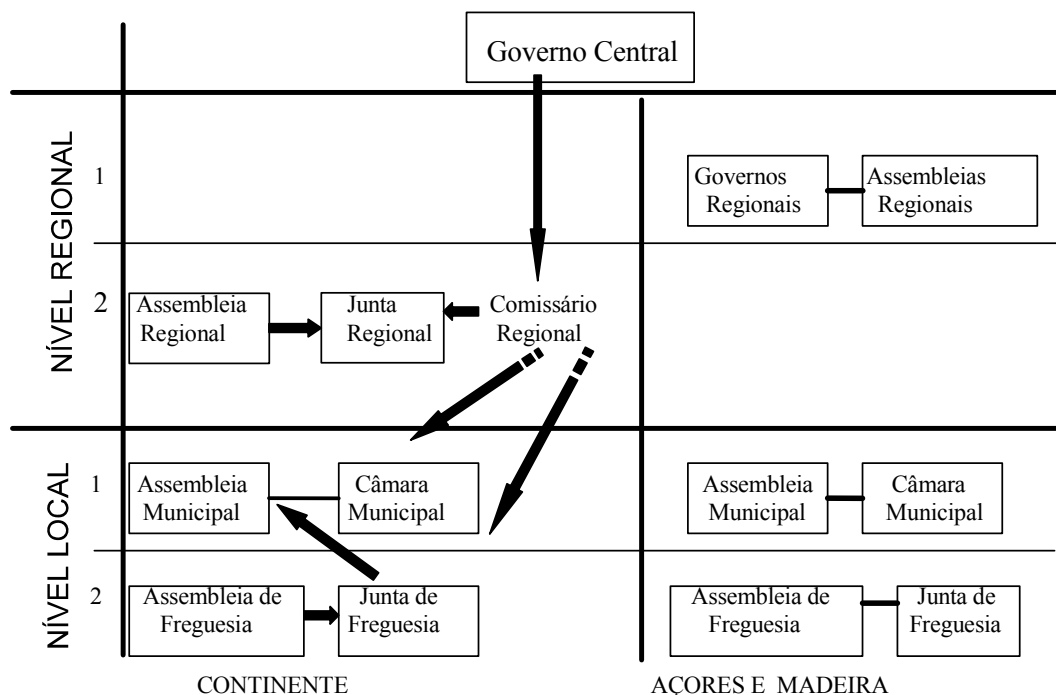 Governo Central
NÍVEL REGIONAL
1
Governos
Regionais
Assembleias
Regionais
2
Assembleia
Regional
Junta
Regional
Comissário
Regional
NÍVEL LOCAL
1
Assembleia
Municipal
Câmara
Municipal
Assembleia
Municipal
Câmara
Municipal
2
Assembleia de
Freguesia
Junta de
Freguesia
Assembleia de
Freguesia
Junta de
Freguesia
CONTINENTE
AÇORES E MADEIRA